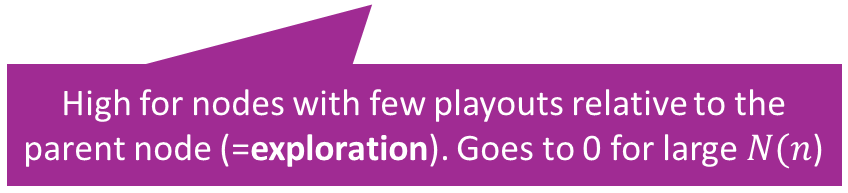 High for nodes with few playouts relative to the
parent node (=exploration). Goes to 0 for large N(n)